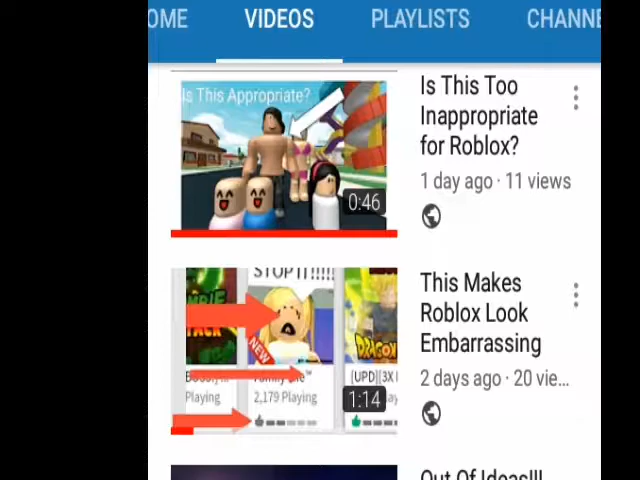 OME VIDEOS PLAYLISTS CHANNE
Is This Appropriate?
0:46
Is This Too
Inappropriate
for Roblox?
1 day ago · 11 views
STOP IT!!!!!
NEW
Playing
2,179 Playing
[UPD][3X
DRAGON
1:14
This Makes
Roblox Look
Embarrassing
2 days ago · 20 vie...
Out Of Ideas!!!